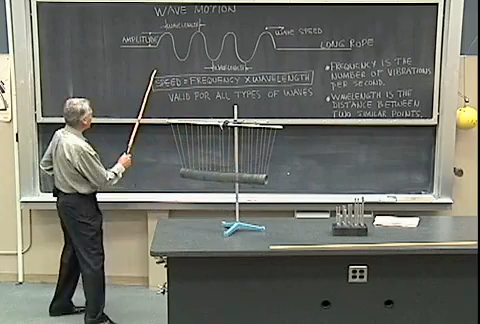 WAVE MOTION
WAVELENGTH
WAVE SPEED
AMPLITUDE
LONG ROPE
WAVELENGTH
SPEED = FREQUENCY X WAVELENGTH
VALID FOR ALL TYPES OF WAVES
• FREQUENCY IS THE
NUMBER OF VIBRATIONS
PER SECOND.
• WAVELENGTH IS THE
DISTANCE BETWEEN
TWO SIMILAR POINTS.